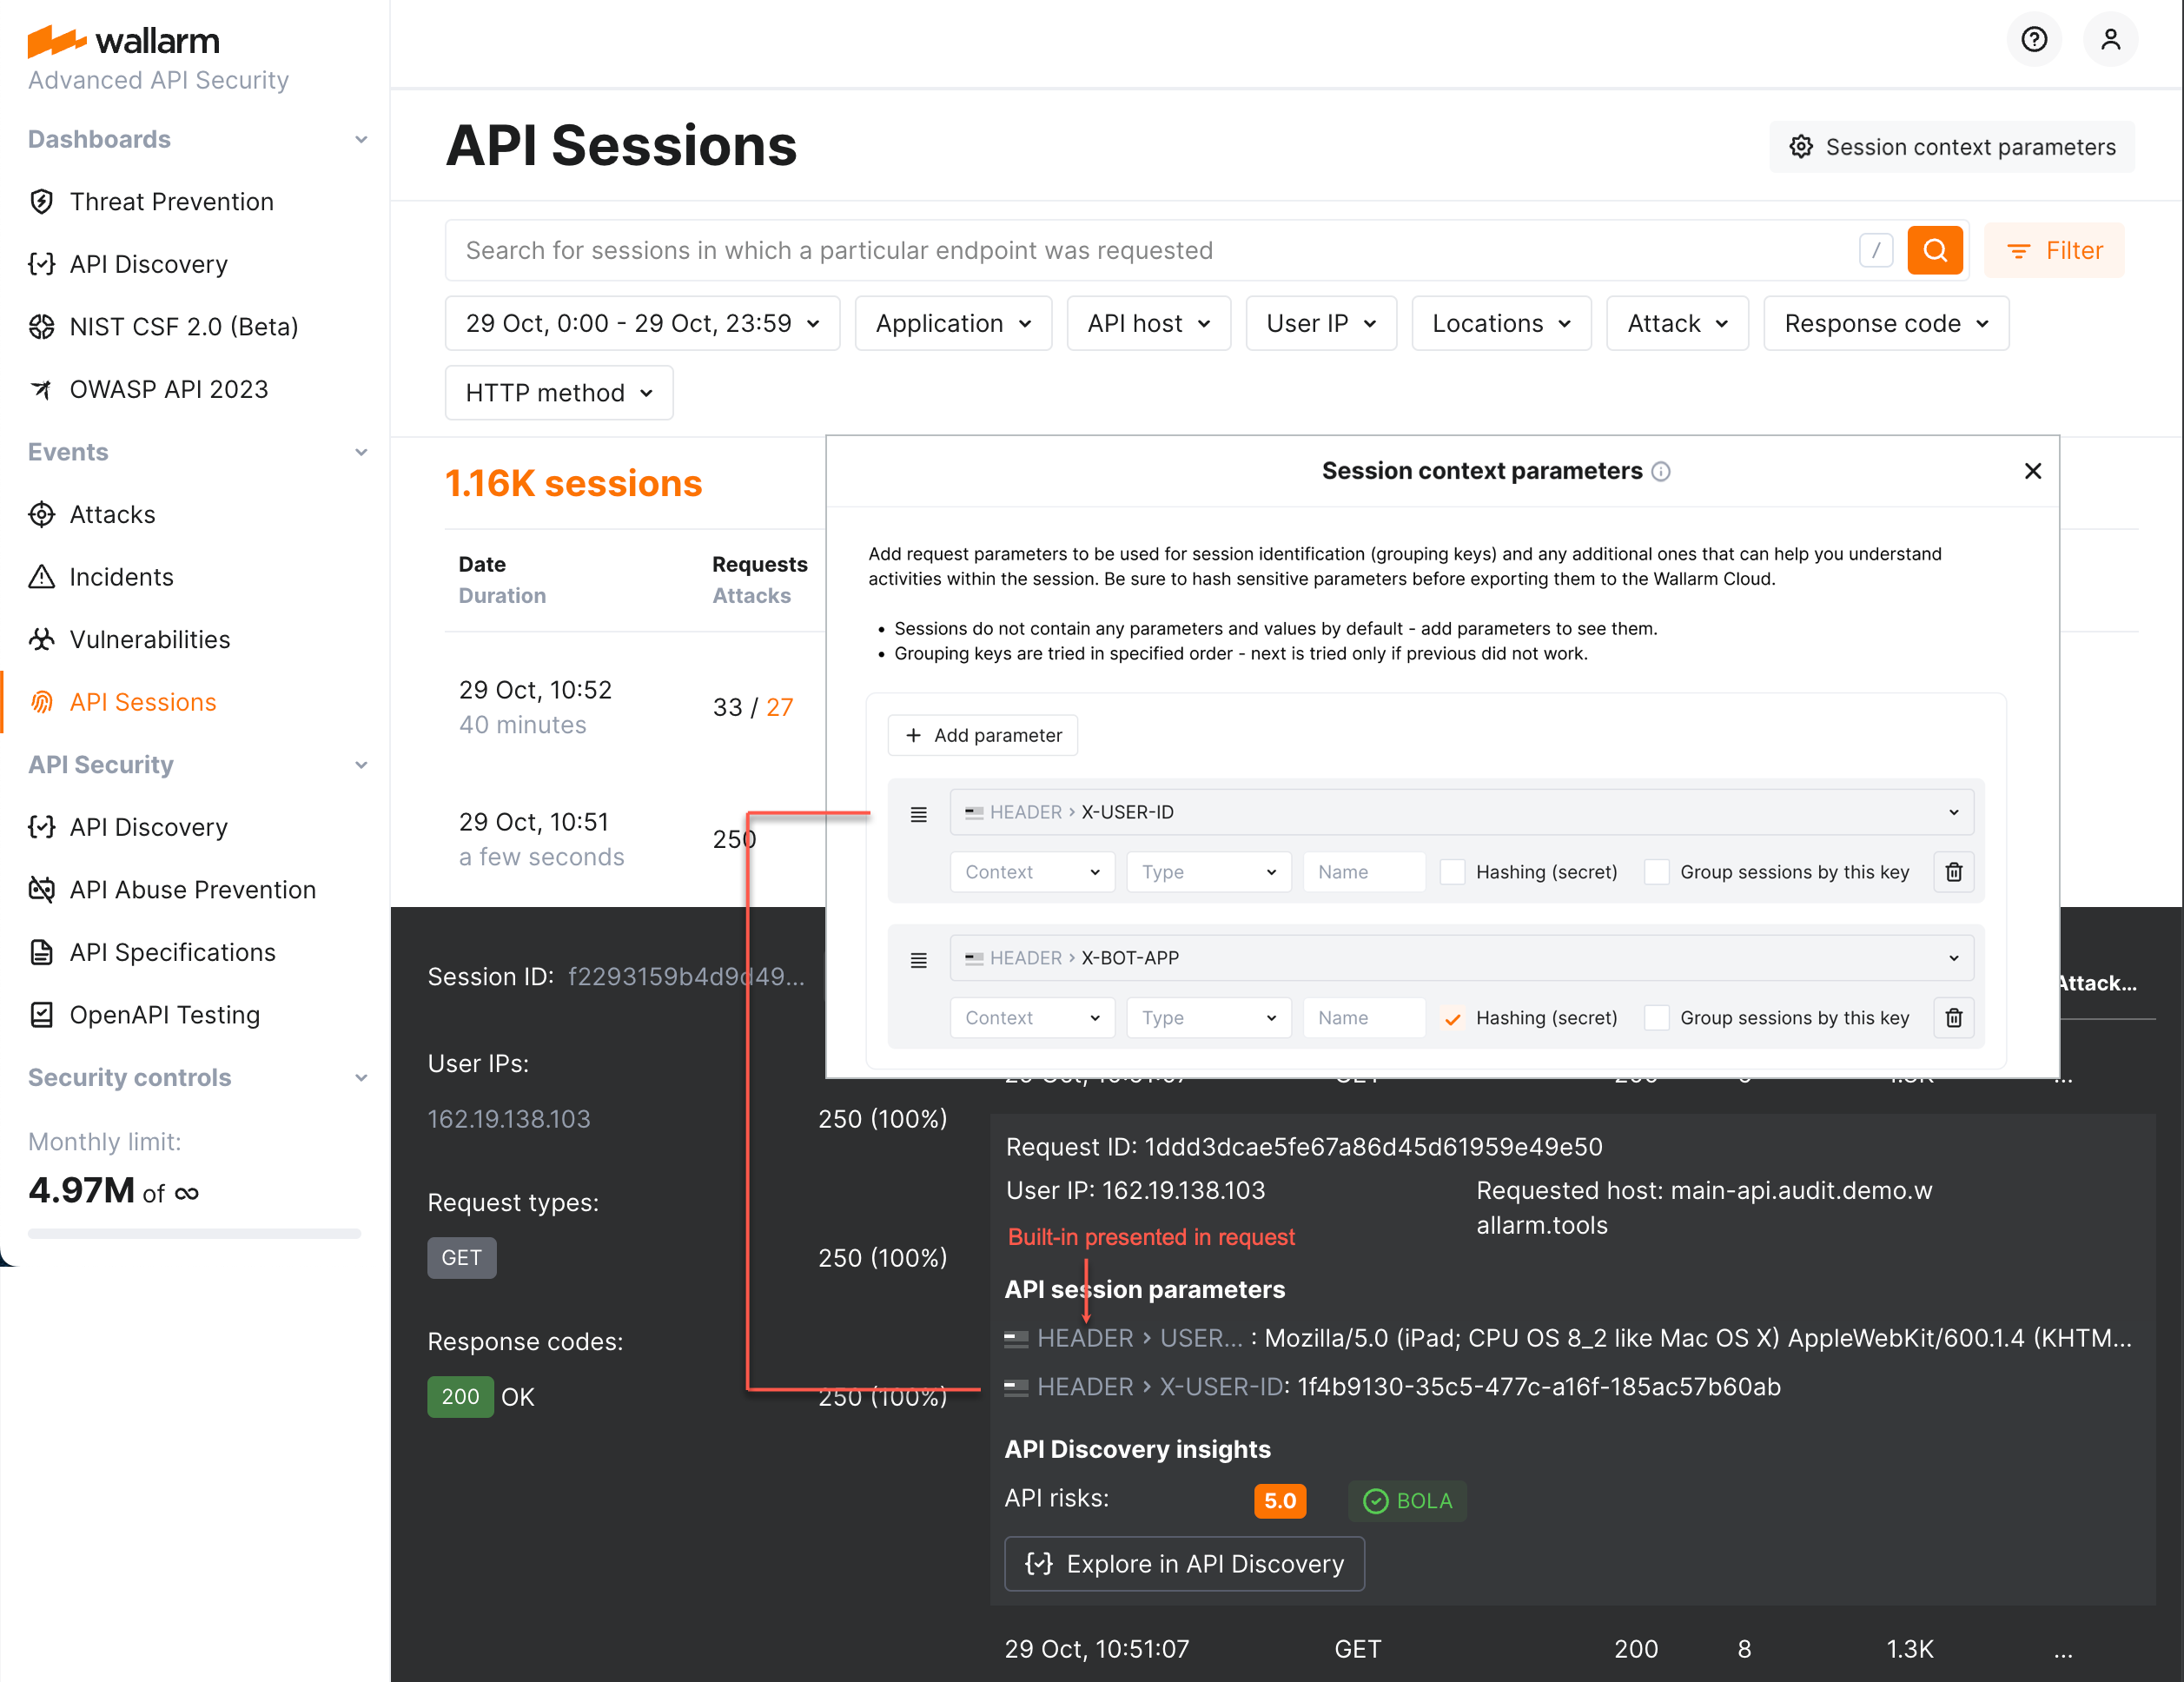 wallarm
Advanced API Security
Dashboards
Threat Prevention
API Discovery
NIST CSF 2.0 (Beta)
OWASP API 2023
Events
Attacks
Incidents
Vulnerabilities
API Sessions
API Security
API Discovery
API Abuse Prevention
API Specifications
OpenAPI Testing
Security controls
Monthly limit:
4.97M of ∞
API Sessions
Session context parameters
Search for sessions in which a particular endpoint was requested
/
Filter
29 Oct, 0:00 - 29 Oct, 23:59
Application
API host
User IP
Locations
Attack
Response code
HTTP method
1.16K sessions
Date
Duration
Requests
Attacks
29 Oct, 10:52
40 minutes
33 / 27
29 Oct, 10:51
a few seconds
250
Session context parameters
Add request parameters to be used for session identification (grouping keys) and any additional ones that can help you understand
activities within the session. Be sure to hash sensitive parameters before exporting them to the Wallarm Cloud.
• Sessions do not contain any parameters and values by default - add parameters to see them.
• Grouping keys are tried in specified order - next is tried only if previous did not work.
+ Add parameter
HEADER › X-USER-ID
Context
Type
Name
Hashing (secret)
Group sessions by this key
HEADER › X-BOT-APP
Context
Type
Name
Hashing (secret)
Group sessions by this key
Session ID: f2293159b4d9d49...
Attack...
User IPs:
162.19.138.103
250 (100%)
Request types:
GET
250 (100%)
Response codes:
200 OK
250 (100%)
Request ID: 1ddd3dcae5fe67a86d45d61959e49e50
User IP: 162.19.138.103
Requested host: main-api.audit.demo.w
allarm.tools
Built-in presented in request
API session parameters
HEADER › USER... : Mozilla/5.0 (iPad; CPU OS 8_2 like Mac OS X) AppleWebKit/600.1.4 (KHTM...
HEADER › X-USER-ID: 1f4b9130-35c5-477c-a16f-185ac57b60ab
API Discovery insights
API risks:
5.0
BOLA
Explore in API Discovery
29 Oct, 10:51:07
GET
200
8
1.3K
...